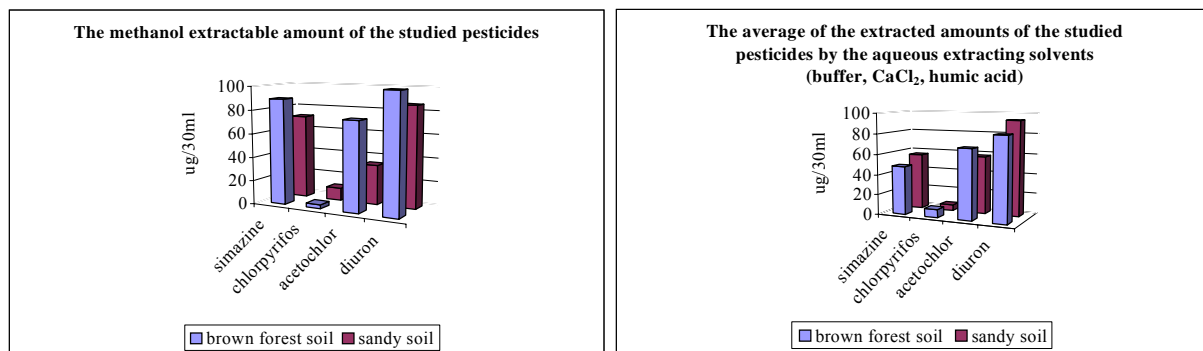 The methanol extractable amount of the studied pesticides
100
80
60
40
20
0
ug/30ml
simazine
chlorpyrifos
acetochlor
diuron
brown forest soil
sandy soil
The average of the extracted amounts of the studied
pesticides by the aqueous extracting solvents
(buffer, CaCl₂, humic acid)
100
80
60
40
20
0
ug/30ml
simazine
chlorpyrifos
acetochlor
diuron
brown forest soil
sandy soil